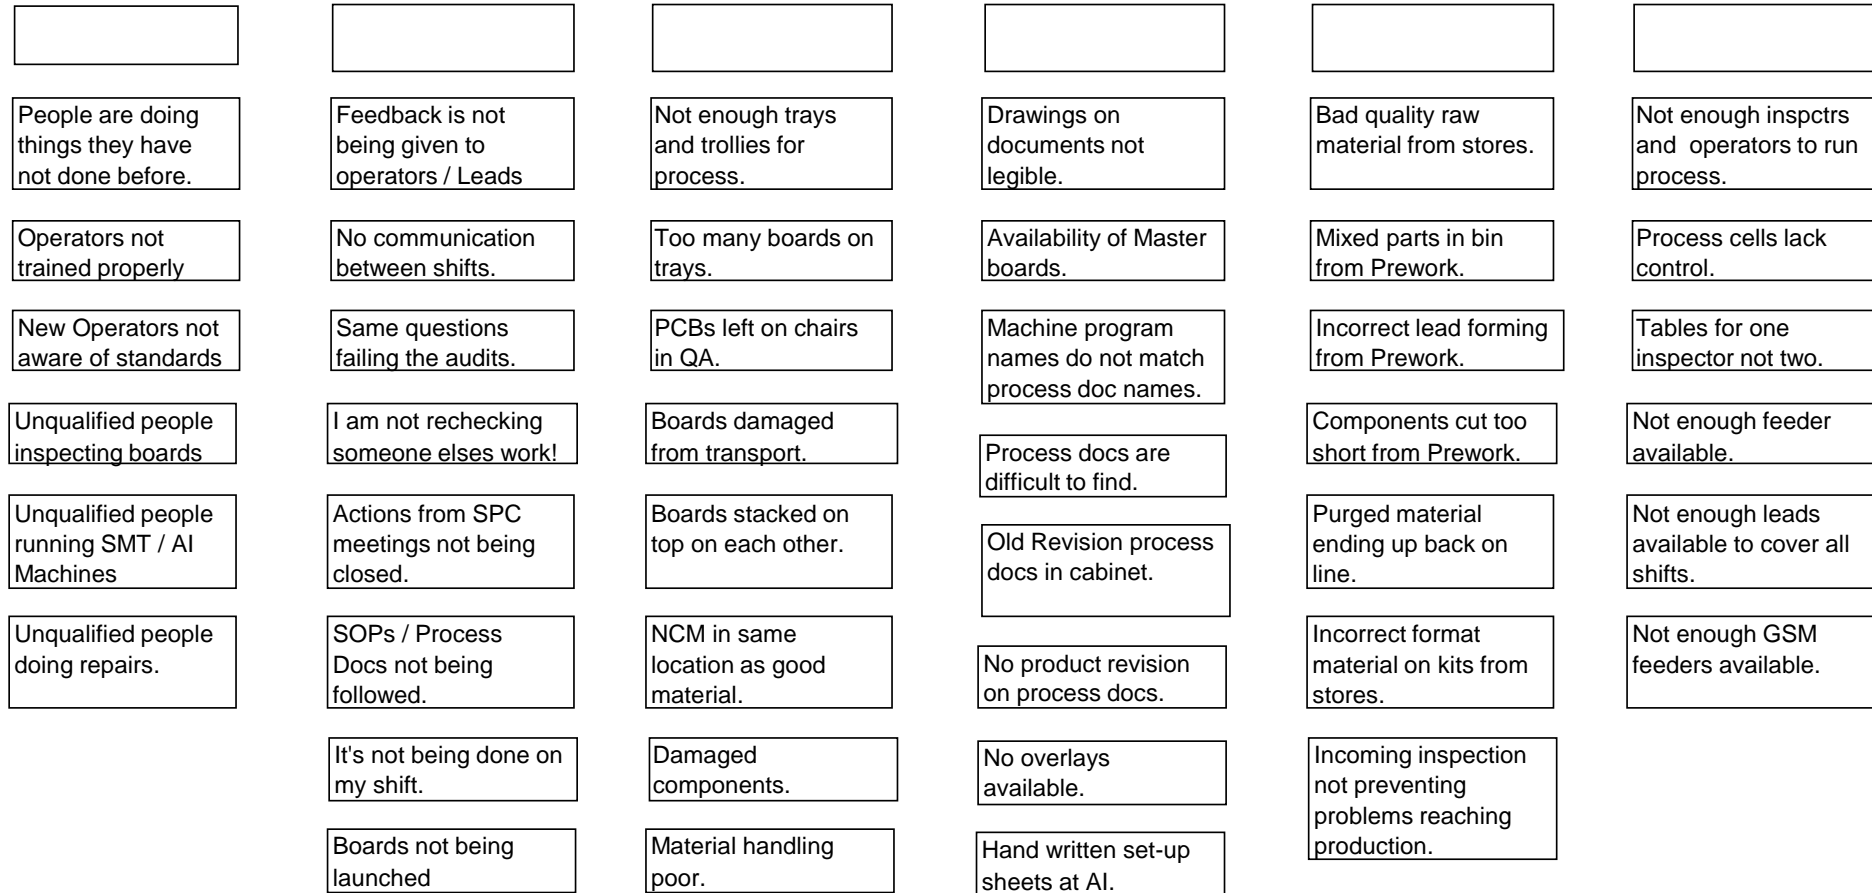 People are doing
things they have
not done before.
Operators not
trained properly
New Operators not
aware of standards
Unqualified people
inspecting boards
Unqualified people
running SMT / AI
Machines
Unqualified people
doing repairs.
Feedback is not
being given to
operators / Leads
No communication
between shifts.
Same questions
failing the audits.
I am not rechecking
someone elses work!
Actions from SPC
meetings not being
closed.
SOPs / Process
Docs not being
followed.
It's not being done on
my shift.
Boards not being
launched
Not enough trays
and trollies for
process.
Too many boards on
trays.
PCBs left on chairs
in QA.
Boards damaged
from transport.
Boards stacked on
top on each other.
NCM in same
location as good
material.
Damaged
components.
Material handling
poor.
Drawings on
documents not
legible.
Availability of Master
boards.
Machine program
names do not match
process doc names.
Process docs are
difficult to find.
Old Revision process
docs in cabinet.
No product revision
on process docs.
No overlays
available.
Hand written set-up
sheets at AI.
Bad quality raw
material from stores.
Mixed parts in bin
from Prework.
Incorrect lead forming
from Prework.
Components cut too
short from Prework.
Purged material
ending up back on
line.
Incorrect format
material on kits from
stores.
Incoming inspection
not preventing
problems reaching
production.
Not enough inspctrs
and  operators to run
process.
Process cells lack
control.
Tables for one
inspector not two.
Not enough feeder
available.
Not enough leads
available to cover all
shifts.
Not enough GSM
feeders available.